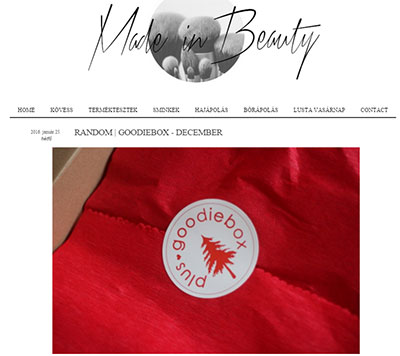 Made in Beauty
HOME KÖVESS TERMÉKTESZTEK SMINKEK HAJÁPOLÁS BŐRÁPOLÁS LUSTA VASÁRNAP CONTACT
2016. január 25
hétfő
RANDOM | GOODIEBOX - DECEMBER
goodiebox
plus